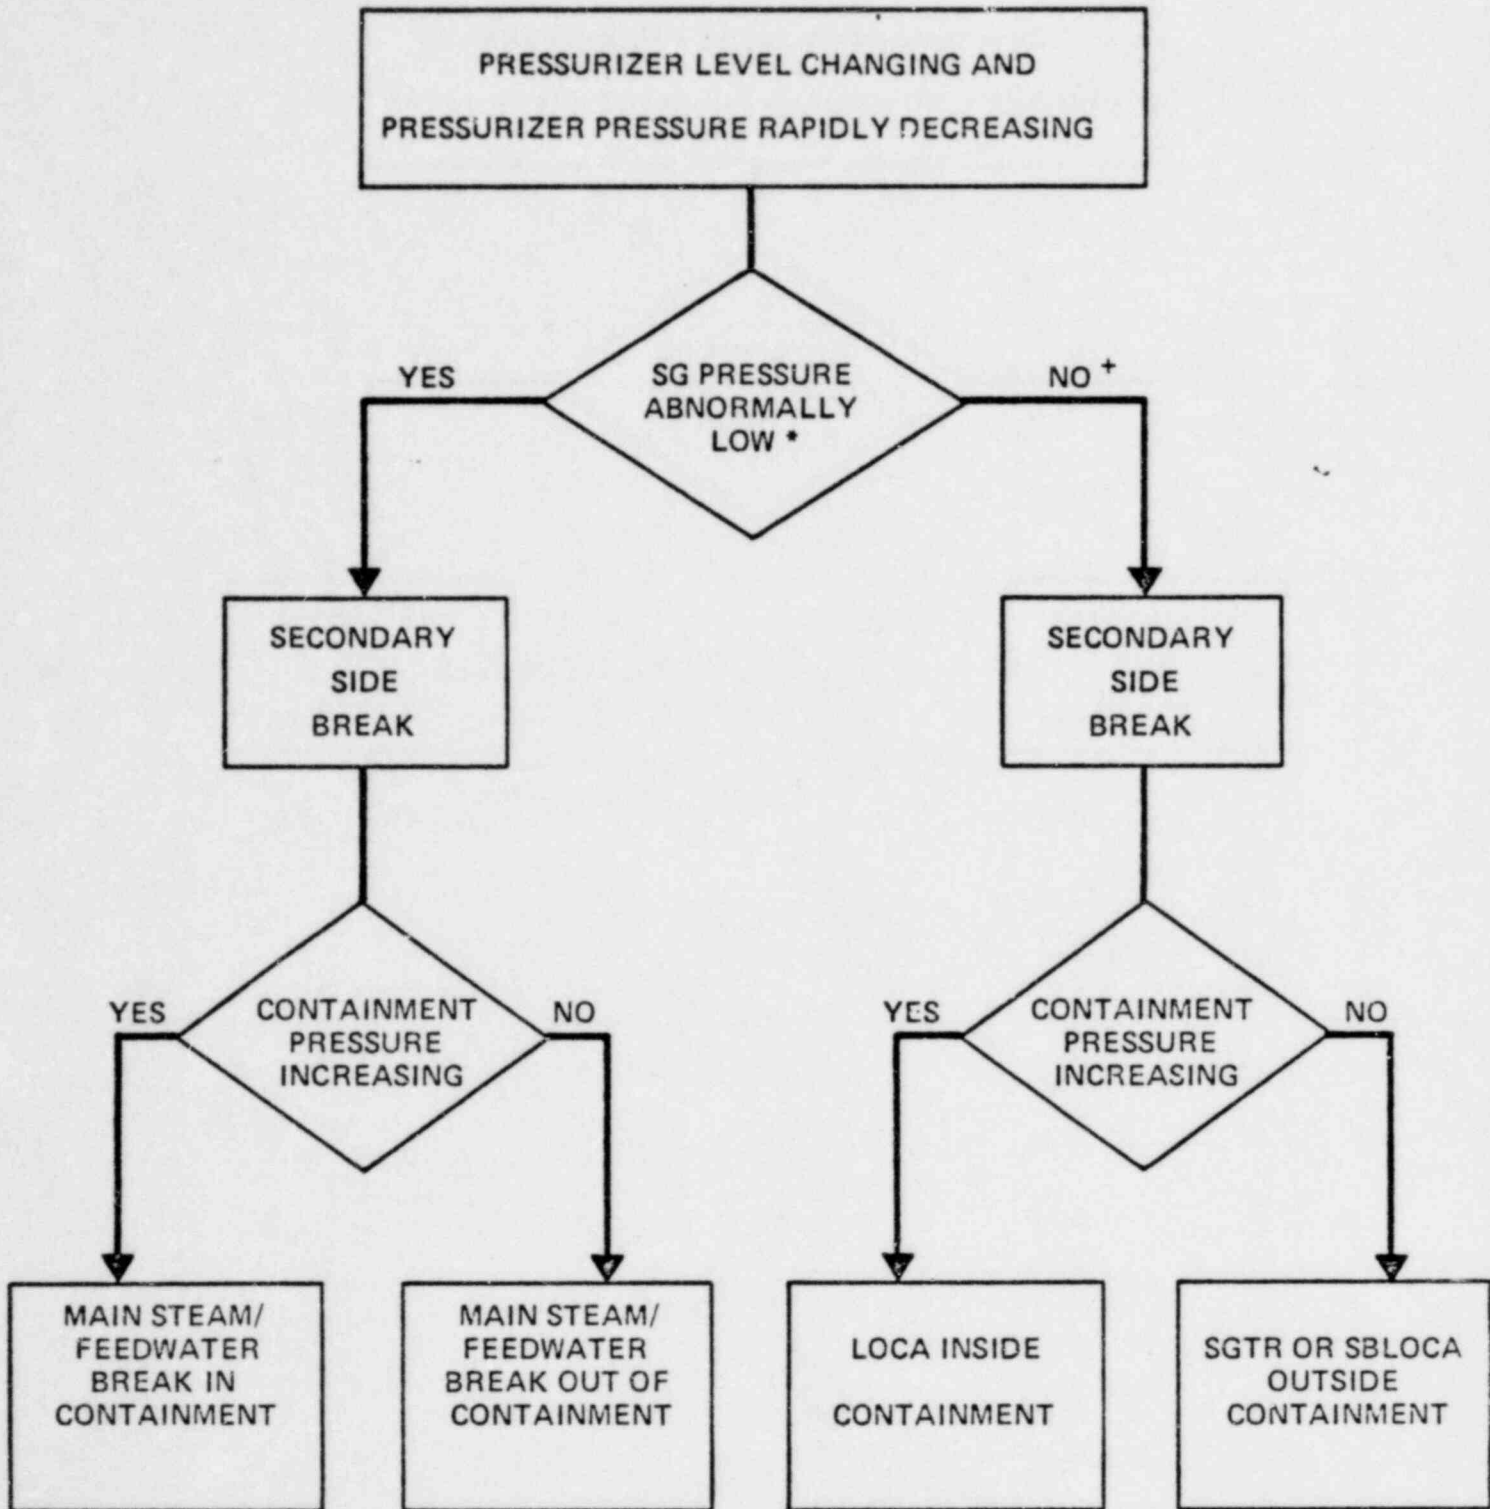 PRESSURIZER LEVEL CHANGING AND
PRESSURIZER PRESSURE RAPIDLY DECREASING
YES
SG PRESSURE
ABNORMALLY
LOW *
NO +
SECONDARY
SIDE
BREAK
SECONDARY
SIDE
BREAK
YES
CONTAINMENT
PRESSURE
INCREASING
NO
YES
CONTAINMENT
PRESSURE
INCREASING
NO
MAIN STEAM/
FEEDWATER
BREAK IN
CONTAINMENT
MAIN STEAM/
FEEDWATER
BREAK OUT OF
CONTAINMENT
LOCA INSIDE
CONTAINMENT
SGTR OR SBLOCA
OUTSIDE
CONTAINMENT